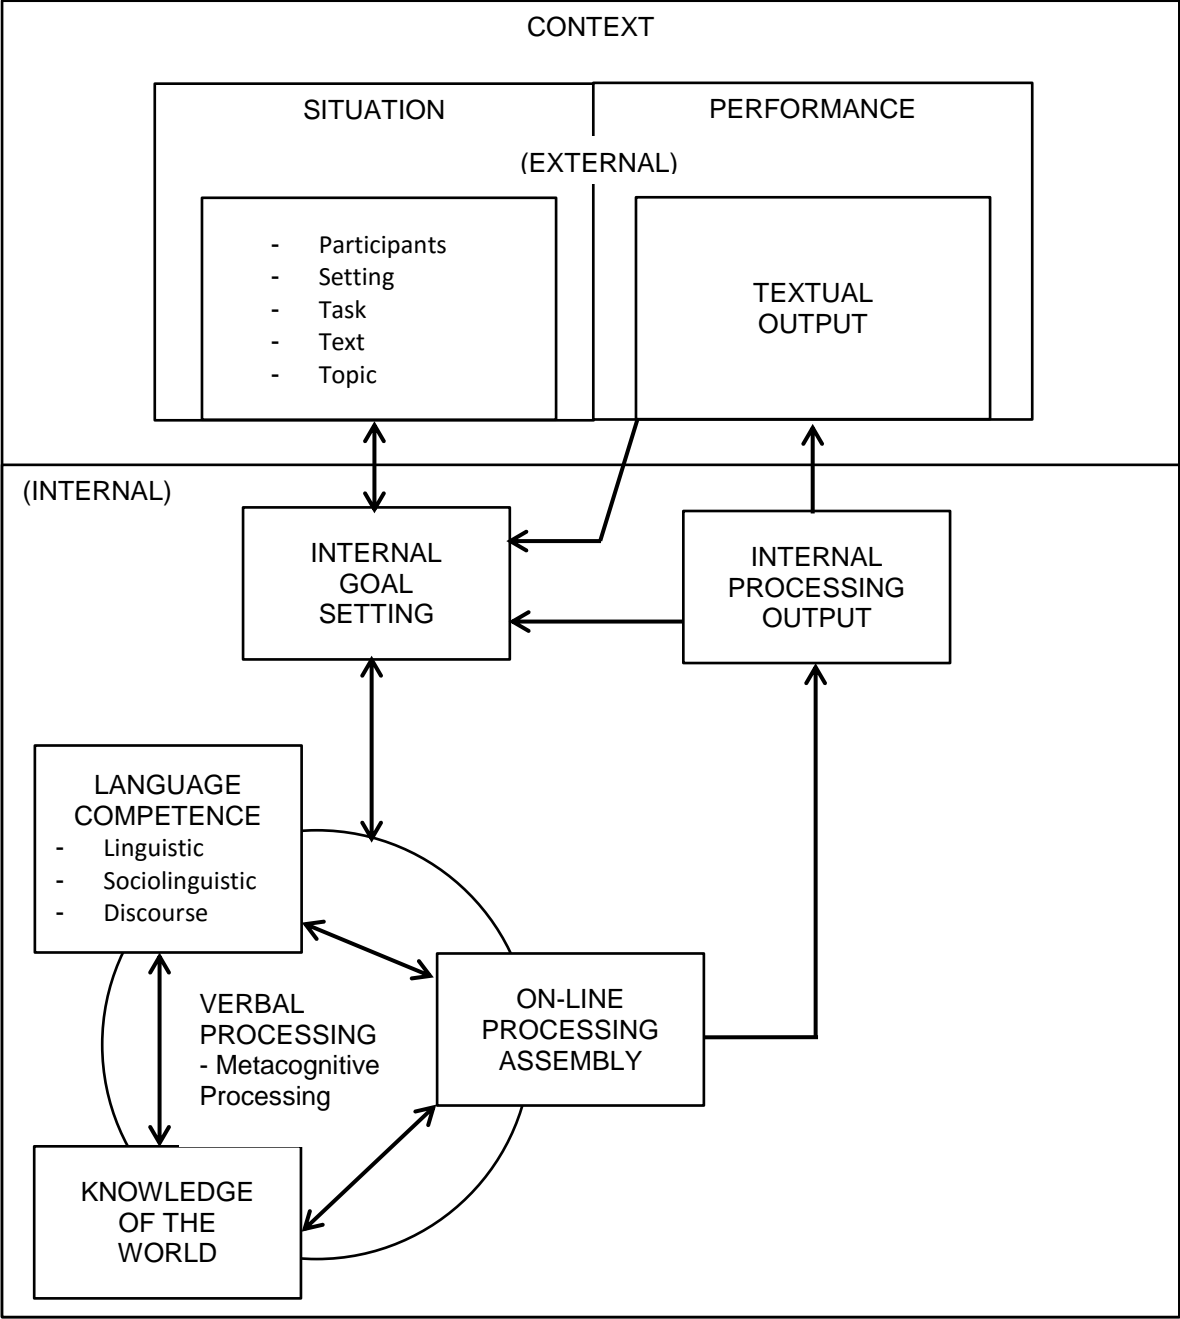 CONTEXT
SITUATION
PERFORMANCE
(EXTERNAL)
- Participants
- Setting
- Task
- Text
- Topic
TEXTUAL
OUTPUT
(INTERNAL)
INTERNAL
GOAL
SETTING
INTERNAL
PROCESSING
OUTPUT
LANGUAGE
COMPETENCE
- Linguistic
- Sociolinguistic
- Discourse
VERBAL
PROCESSING
- Metacognitive
Processing
ON-LINE
PROCESSING
ASSEMBLY
KNOWLEDGE
OF THE
WORLD